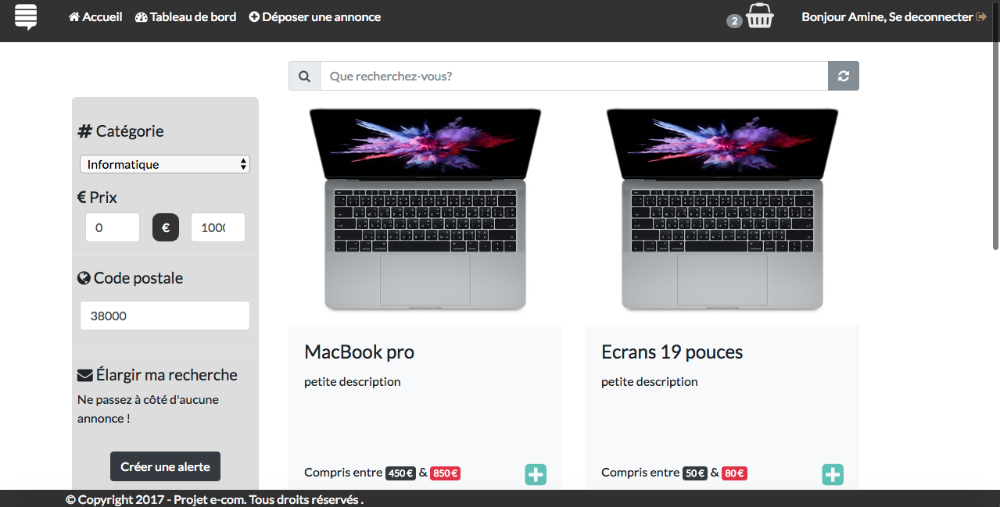 Accueil Tableau de bord Déposer une annonce 2 Bonjour Amine, Se deconnecter
Que recherchez-vous?
# Catégorie
Informatique
€ Prix
0 € 1000
Code postale
38000
Élargir ma recherche
Ne passez à côté d'aucune
annonce !
Créer une alerte
MacBook pro
petite description
Compris entre 450 € & 850 €
Ecrans 19 pouces
petite description
Compris entre 50 € & 80 €
© Copyright 2017 - Projet e-com. Tous droits réservés .